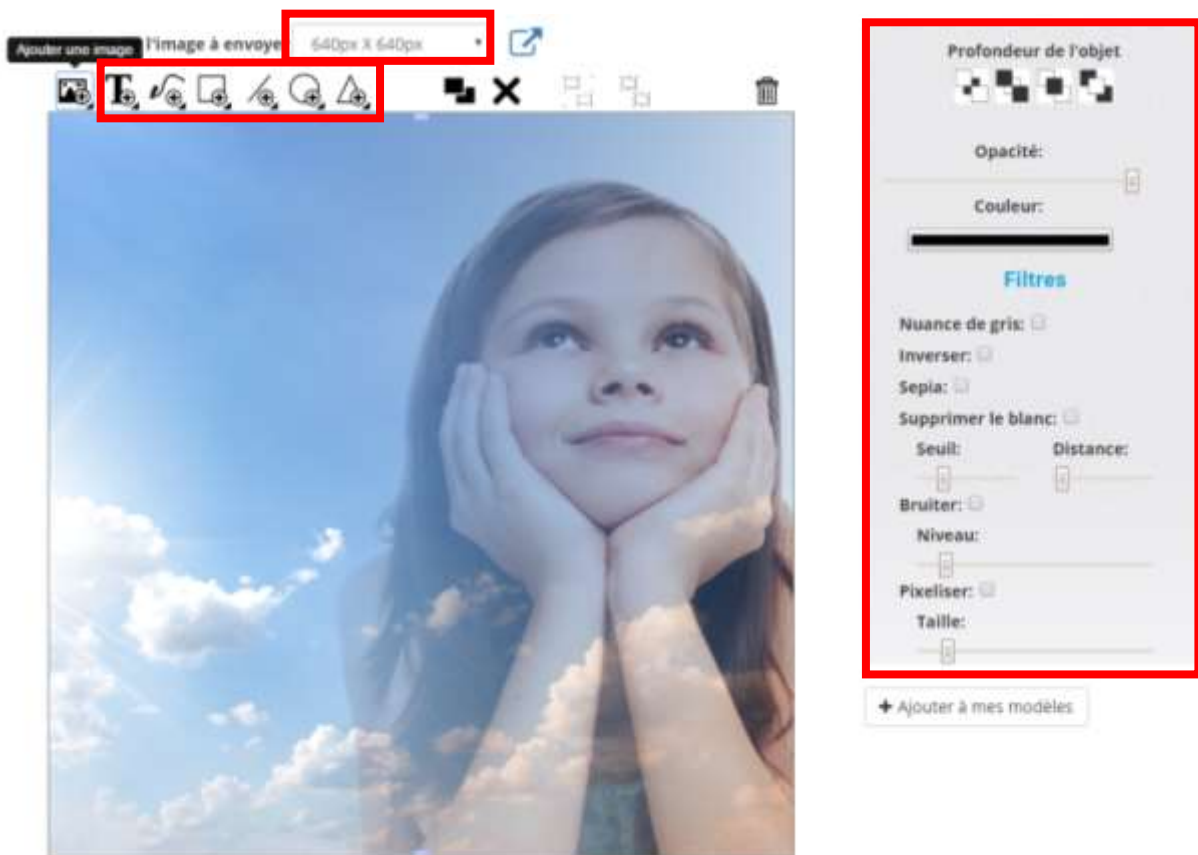 Ajouter une image
l'image à envoye
640px X 640px
Profondeur de l'objet
Opacité:
Couleur:
Filtres
Nuance de gris:
Inverser:
Sepia:
Supprimer le blanc:
Seuil: Distance:
Bruiter:
Niveau:
Pixeliser:
Taille:
+ Ajouter à mes modèles